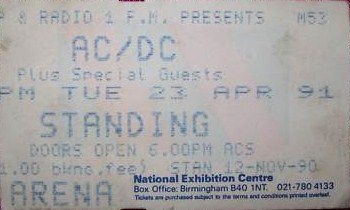 & RADIO 1 F.M. PRESENTS M53
AC/DC
Plus Special Guests
PM TUE 23 APR 91
STANDING
DOORS OPEN 6.00PM ACS
1.00 bkng.fee) STAN 12-NOV-90
ARENA
National Exhibition Centre
Box Office: Birmingham B40 1NT. 021-780 4133
Tickets are purchased subject to the terms and conditions printed overleaf.